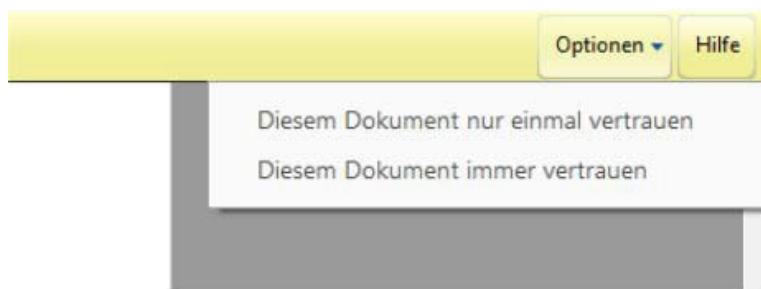 Optionen Hilfe
Diesem Dokument nur einmal vertrauen
Diesem Dokument immer vertrauen